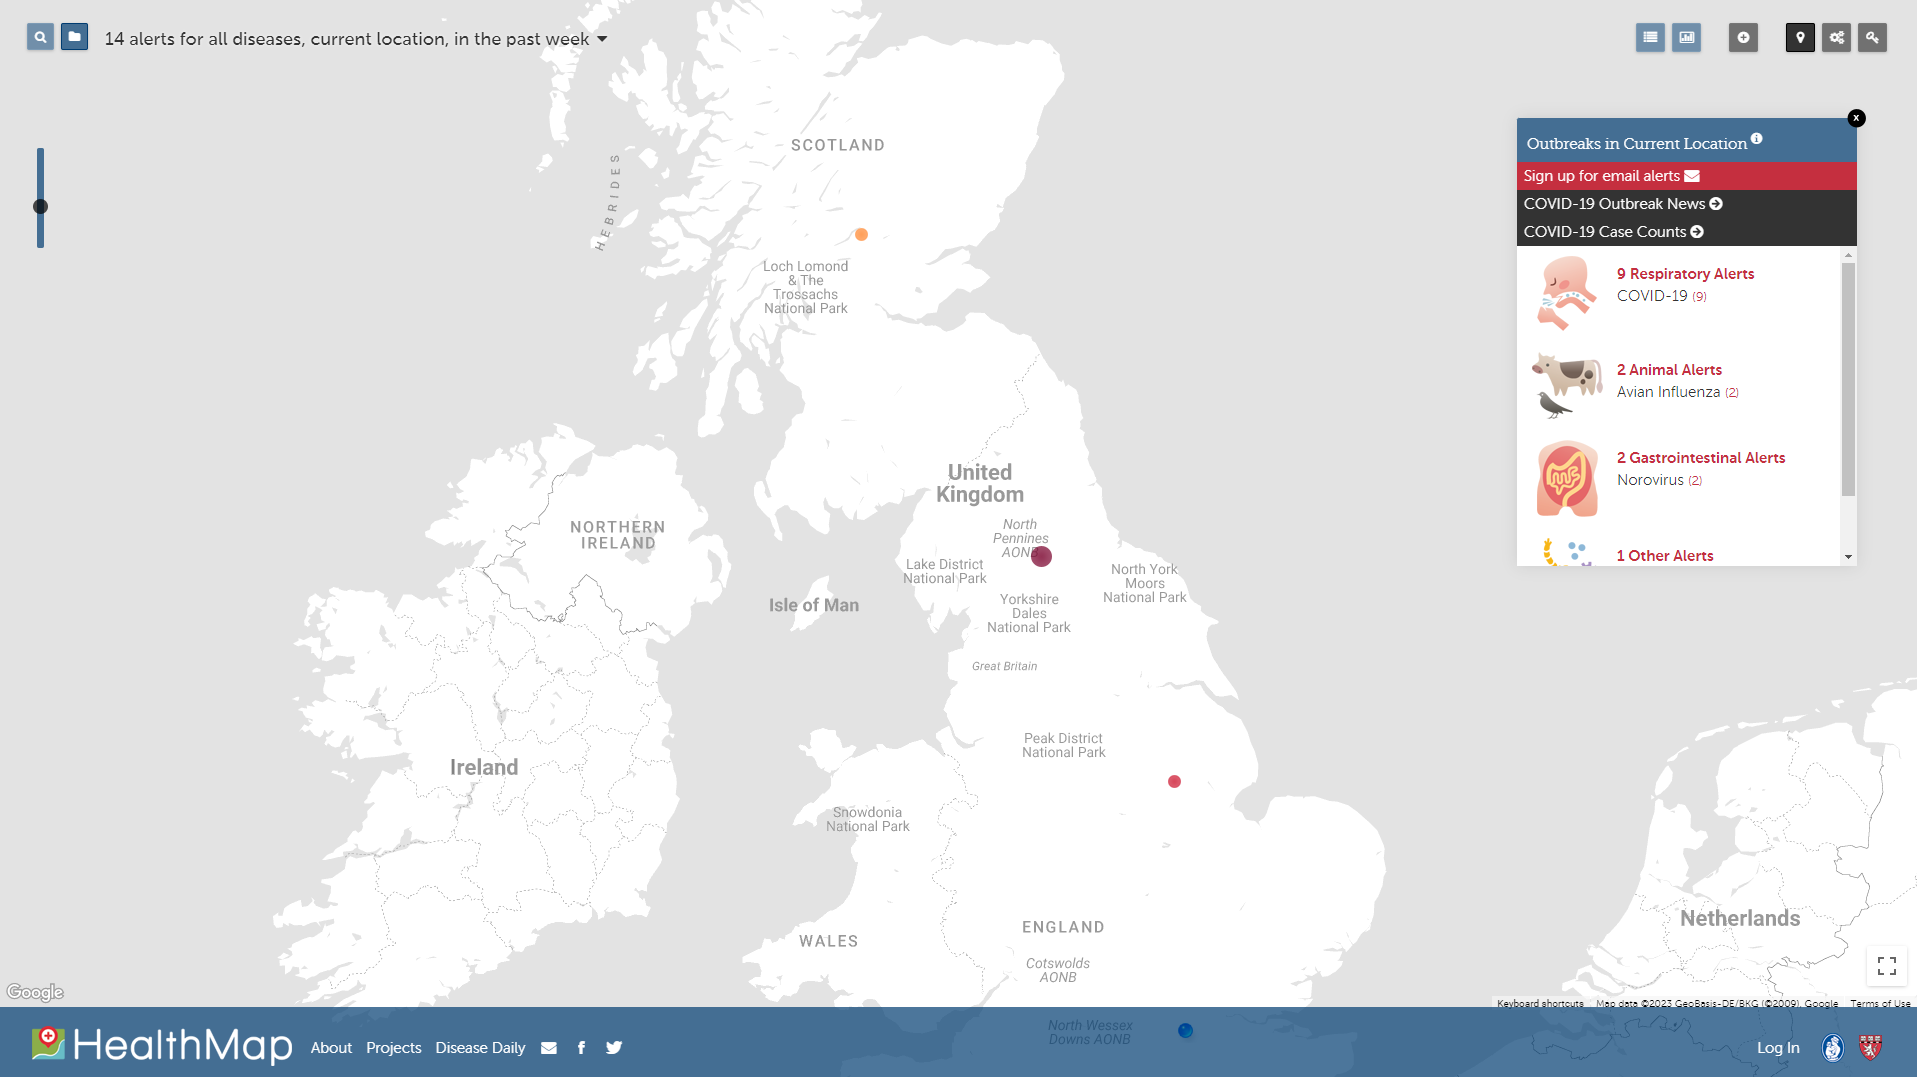 14 alerts for all diseases, current location, in the past week
SCOTLAND
HEBRIDES
Loch Lomond
& The
Trossachs
National Park
United
Kingdom
North
Pennines
AONB
NORTHERN
IRELAND
Lake District
National Park
North York
Moors
National Park
Isle of Man
Yorkshire
Dales
National Park
Great Britain
Peak District
National Park
Ireland
Snowdonia
National Park
WALES
ENGLAND
Cotswolds
AONB
Netherlands
North Wessex
Downs AONB
x
Outbreaks in Current Location
Sign up for email alerts
COVID-19 Outbreak News
COVID-19 Case Counts
9 Respiratory Alerts
COVID-19 (9)
2 Animal Alerts
Avian Influenza (2)
2 Gastrointestinal Alerts
Norovirus (2)
1 Other Alerts
Google
Keyboard shortcuts Map data ©2023 GeoBasis-DE/BKG (©2009), Google Terms of Use
HealthMap About Projects Disease Daily Log In